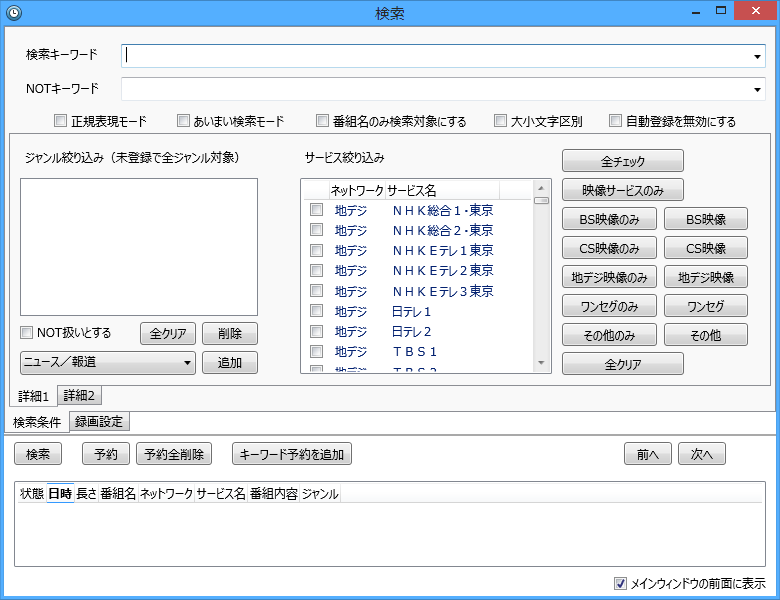 検索
検索キーワード
NOTキーワード
正規表現モード あいまい検索モード 番組名のみ検索対象にする 大小文字区別 自動登録を無効にする
ジャンル絞り込み（未登録で全ジャンル対象）
サービス絞り込み
ネットワーク サービス名
地デジ ＮＨＫ総合１・東京
地デジ ＮＨＫ総合２・東京
地デジ ＮＨＫＥテレ１東京
地デジ ＮＨＫＥテレ２東京
地デジ ＮＨＫＥテレ３東京
地デジ 日テレ１
地デジ 日テレ２
地デジ ＴＢＳ１
地デジ ＴＢＳ２
全チェック
映像サービスのみ
BS映像のみ BS映像
CS映像のみ CS映像
地デジ映像のみ 地デジ映像
ワンセグのみ ワンセグ
その他のみ その他
全クリア
NOT扱いとする 全クリア 削除
ニュース／報道 追加
詳細1 詳細2
検索条件 録画設定
検索 予約 予約全削除 キーワード予約を追加 前へ 次へ
状態 日時 長さ 番組名 ネットワーク サービス名 番組内容 ジャンル
メインウィンドウの前面に表示